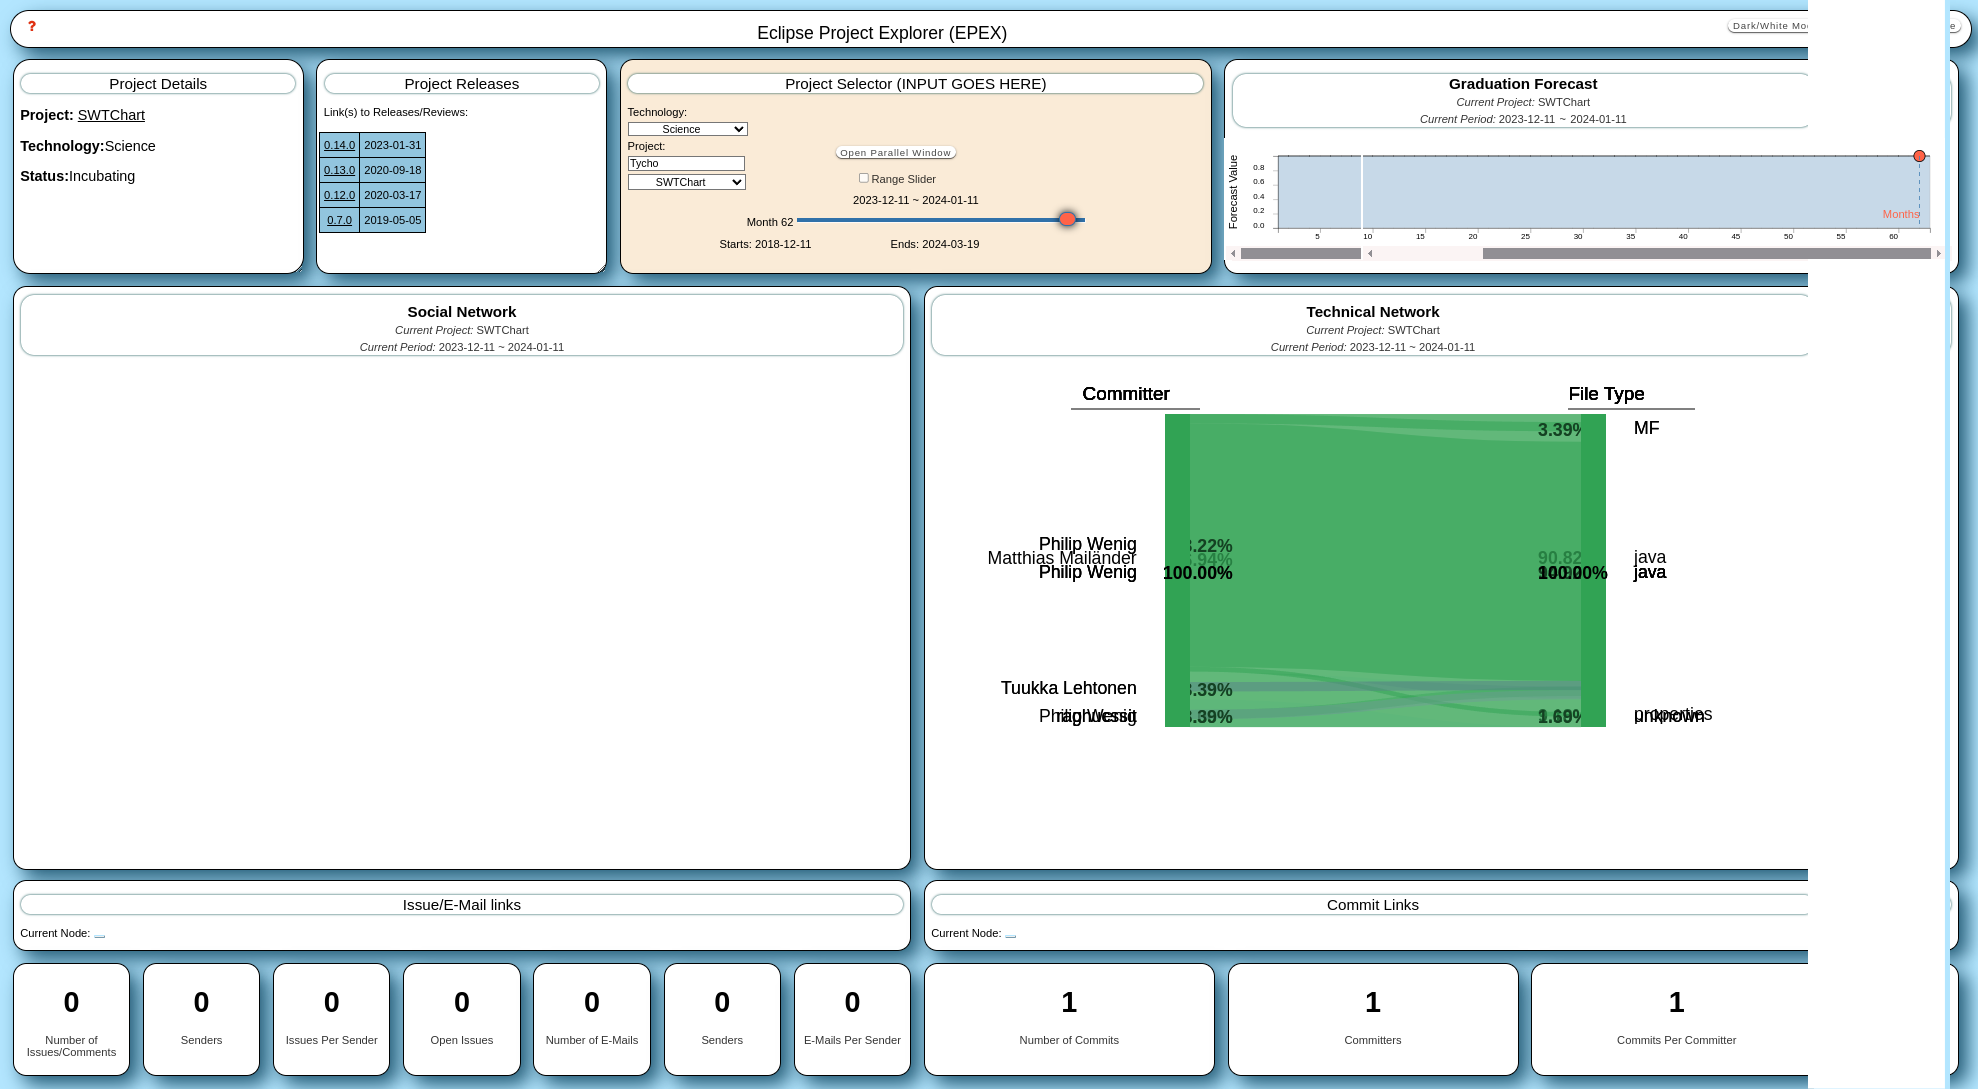 ?
Eclipse Project Explorer (EPEX)
Dark/White Mo
e
Project Details
Project: SWTChart
Technology:Science
Status:Incubating
Project Releases
Link(s) to Releases/Reviews:
0.14.0 2023-01-31
0.13.0 2020-09-18
0.12.0 2020-03-17
0.7.0 2019-05-05
Project Selector (INPUT GOES HERE)
Technology:
Science
Project:
Tycho
SWTChart
Open Parallel Window
Range Slider
2023-12-11 ~ 2024-01-11
Month 62
Starts: 2018-12-11 Ends: 2024-03-19
Graduation Forecast
Current Project: SWTChart
Current Period: 2023-12-11 ~ 2024-01-11
Forecast Value
0.8
0.6
0.4
0.2
0.0
Months
5 10 15 20 25 30 35 40 45 50 55 60
Social Network
Current Project: SWTChart
Current Period: 2023-12-11 ~ 2024-01-11
Technical Network
Current Project: SWTChart
Current Period: 2023-12-11 ~ 2024-01-11
Committer File Type
3.39% MF
Philip Wenig .22%
Matthias Mailänder .94% 90.82 java
Philip Wenig 100.00% 100.00% java
Tuukka Lehtonen .39%
Philip Wenig .39% 1.69% properties
unknown
Issue/E-Mail links
Current Node:
Commit Links
Current Node:
0
Number of
Issues/Comments
0
Senders
0
Issues Per Sender
0
Open Issues
0
Number of E-Mails
0
Senders
0
E-Mails Per Sender
1
Number of Commits
1
Committers
1
Commits Per Committer